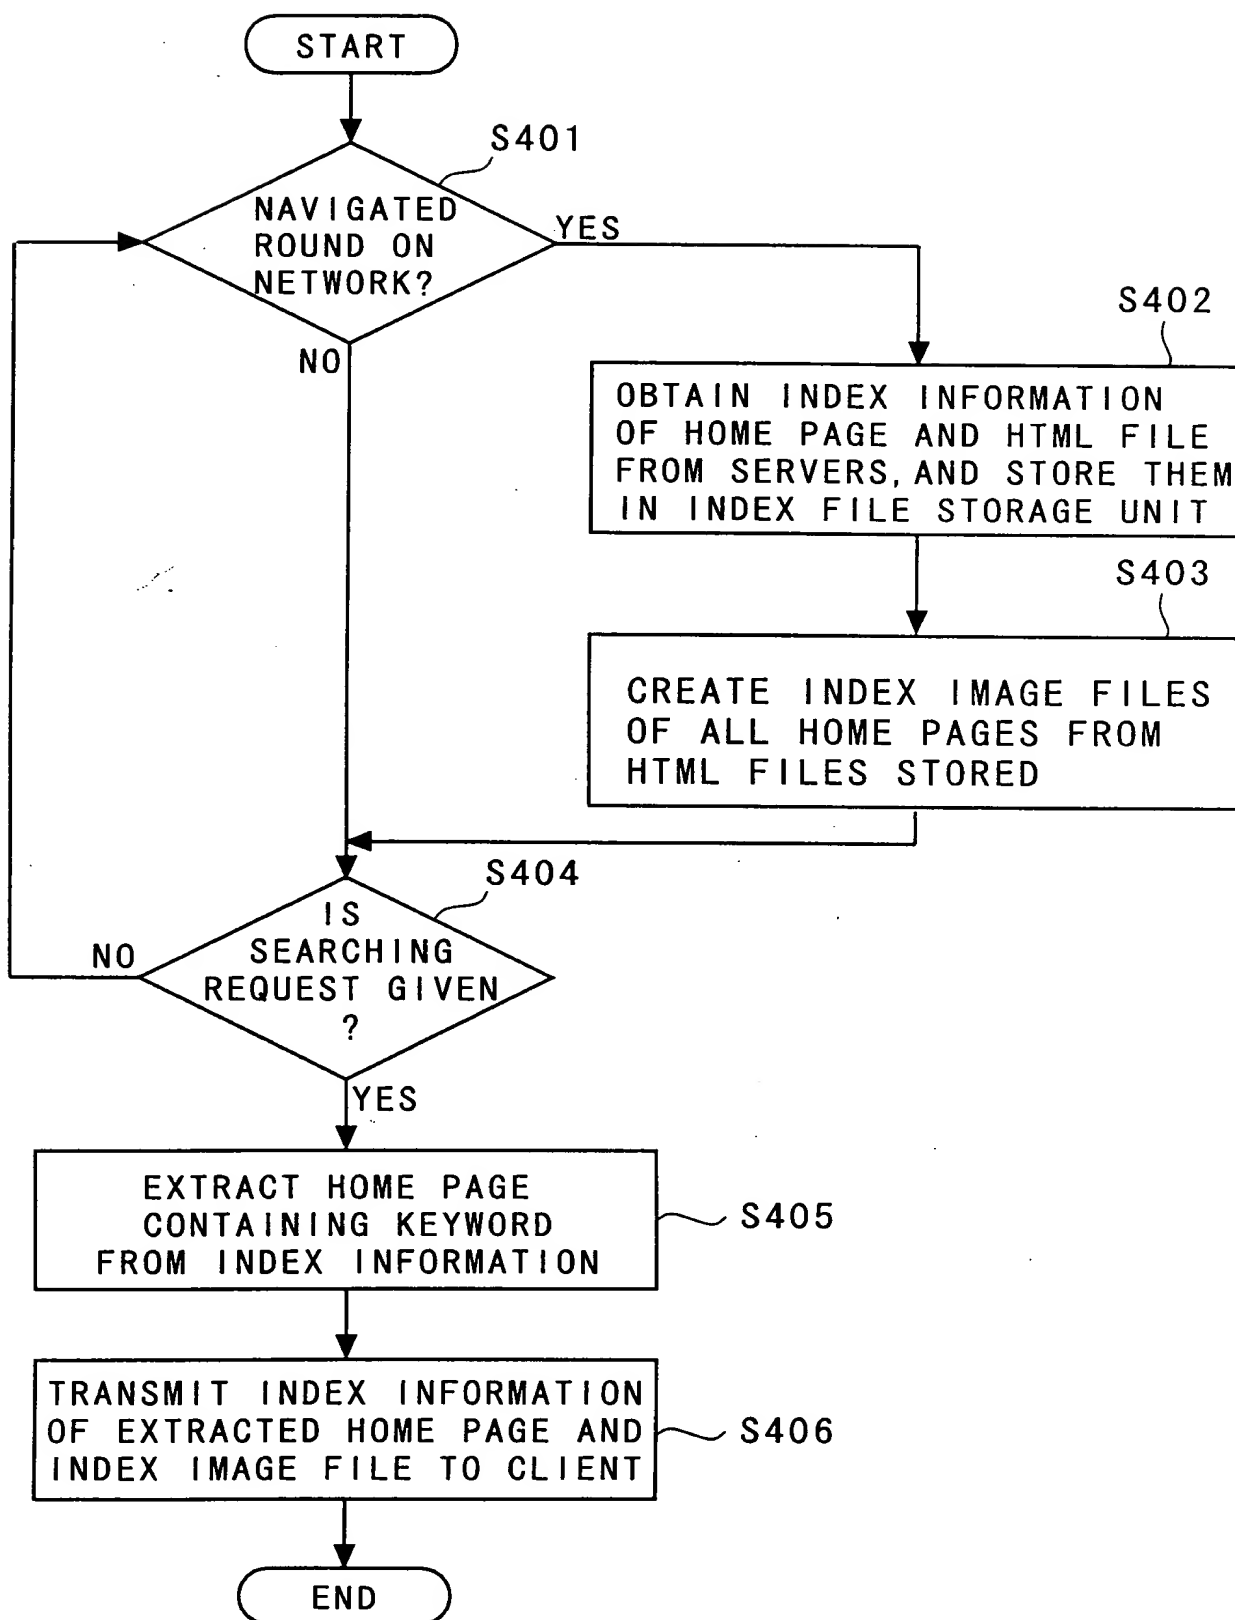 START
S401
NAVIGATED
ROUND ON
NETWORK?
YES
NO
S402
OBTAIN INDEX INFORMATION
OF HOME PAGE AND HTML FILE
FROM SERVERS, AND STORE THEM
IN INDEX FILE STORAGE UNIT
S403
CREATE INDEX IMAGE FILES
OF ALL HOME PAGES FROM
HTML FILES STORED
S404
IS
SEARCHING
REQUEST GIVEN
?
NO
YES
EXTRACT HOME PAGE
CONTAINING KEYWORD
FROM INDEX INFORMATION
S405
TRANSMIT INDEX INFORMATION
OF EXTRACTED HOME PAGE AND
INDEX IMAGE FILE TO CLIENT
S406
END